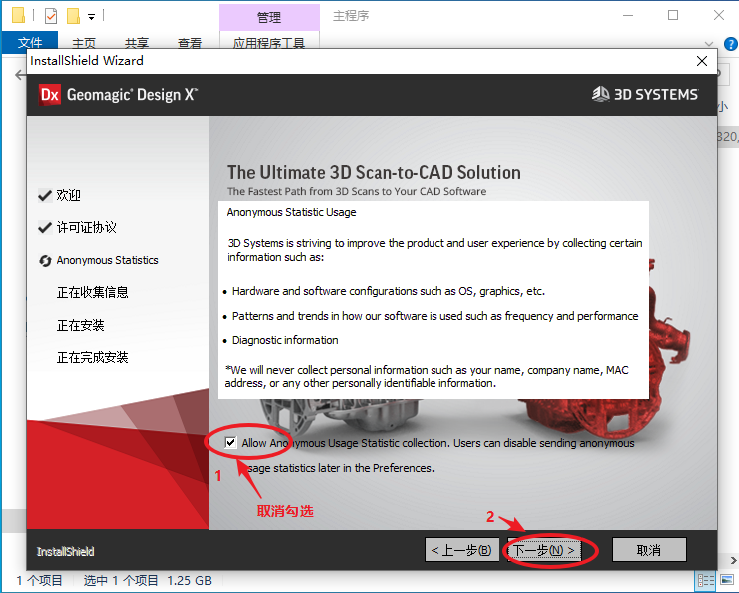 管理
主程序
文件
主页
共享
查看
应用程序工具
InstallShield Wizard
Dx Geomagic® Design X™
3D SYSTEMS
小
320,
The Ultimate 3D Scan-to-CAD Solution
The Fastest Path from 3D Scans to Your CAD Software
欢迎
许可证协议
Anonymous Statistics
正在收集信息
正在安装
正在完成安装
Anonymous Statistic Usage
3D Systems is striving to improve the product and user experience by collecting certain
information such as:
• Hardware and software configurations such as OS, graphics, etc.
• Patterns and trends in how our software is used such as frequency and performance
• Diagnostic information
*We will never collect personal information such as your name, company name, MAC
address, or any other personally identifiable information.
Allow Anonymous Usage Statistic collection. Users can disable sending anonymous
usage statistics later in the Preferences.
1
取消勾选
2
InstallShield
< 上一步(B)
下一步(N) >
取消
1 个项目
选中 1 个项目 1.25 GB